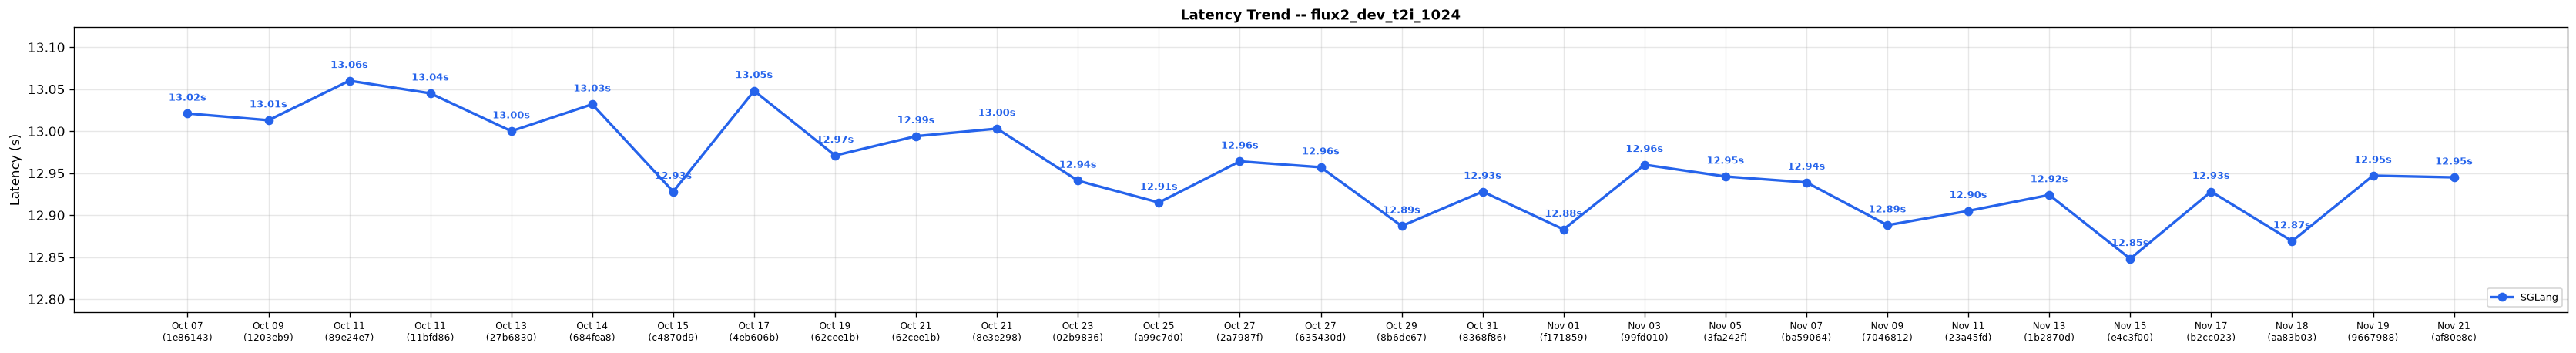 Latency Trend -- flux2_dev_t2i_1024
Latency (s)
13.10
13.05
13.00
12.95
12.90
12.85
12.80
13.02s
13.01s
13.06s
13.04s
13.00s
13.03s
12.93s
13.05s
12.97s
12.99s
13.00s
12.94s
12.91s
12.96s
12.96s
12.89s
12.93s
12.88s
12.96s
12.95s
12.94s
12.89s
12.90s
12.92s
12.85s
12.93s
12.87s
12.95s
12.95s
SGLang
Oct 07
(1e86143)
Oct 09
(1203eb9)
Oct 11
(89e24e7)
Oct 11
(11bfd86)
Oct 13
(27b6830)
Oct 14
(684fea8)
Oct 15
(c4870d9)
Oct 17
(4eb606b)
Oct 19
(62cee1b)
Oct 21
(62cee1b)
Oct 21
(8e3e298)
Oct 23
(02b9836)
Oct 25
(a99c7d0)
Oct 27
(2a7987f)
Oct 27
(635430d)
Oct 29
(8b6de67)
Oct 31
(8368f86)
Nov 01
(f171859)
Nov 03
(99fd010)
Nov 05
(3fa242f)
Nov 07
(ba59064)
Nov 09
(7046812)
Nov 11
(23a45fd)
Nov 13
(1b2870d)
Nov 15
(e4c3f00)
Nov 17
(b2cc023)
Nov 18
(aa83b03)
Nov 19
(9667988)
Nov 21
(af80e8c)